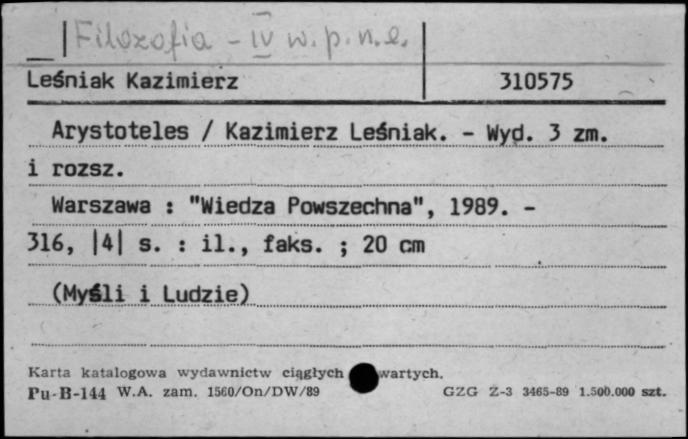 Filozofia - IV w. p. n. e.
Leśniak Kazimierz 310575
Arystoteles / Kazimierz Leśniak. - Wyd. 3 zm.
i rozsz.
Warszawa : "Wiedza Powszechna", 1989. -
316, |4| s. : il., faks. ; 20 cm
(Myśli i Ludzie)
Karta katalogowa wydawnictw ciągłych wartych.
Pu-B-144 W.A. zam. 1560/On/DW/89 GZG Z-3 3465-89 1.500.000 szt.